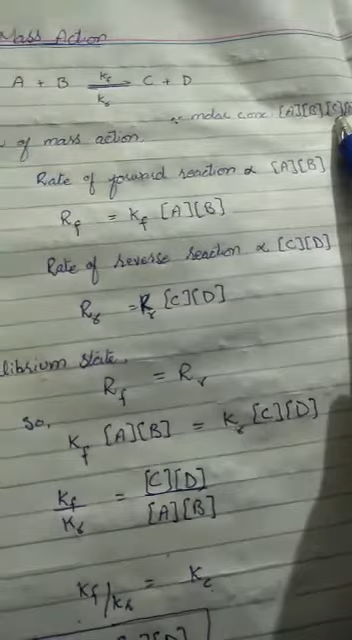 Mass Action
A + B ⇌ C + D
Kf
Kr
molar conc. [A][B][C][D]
of mass action.
Rate of forward reaction ∝ [A][B]
Rf = Kf [A][B]
Rate of reverse reaction ∝ [C][D]
Rr = Kr [C][D]
librium state,
Rf = Rr
so,
Kf [A][B] = Kr [C][D]
Kf/Kr = [C][D]/[A][B]
Kf/Kr = Kc